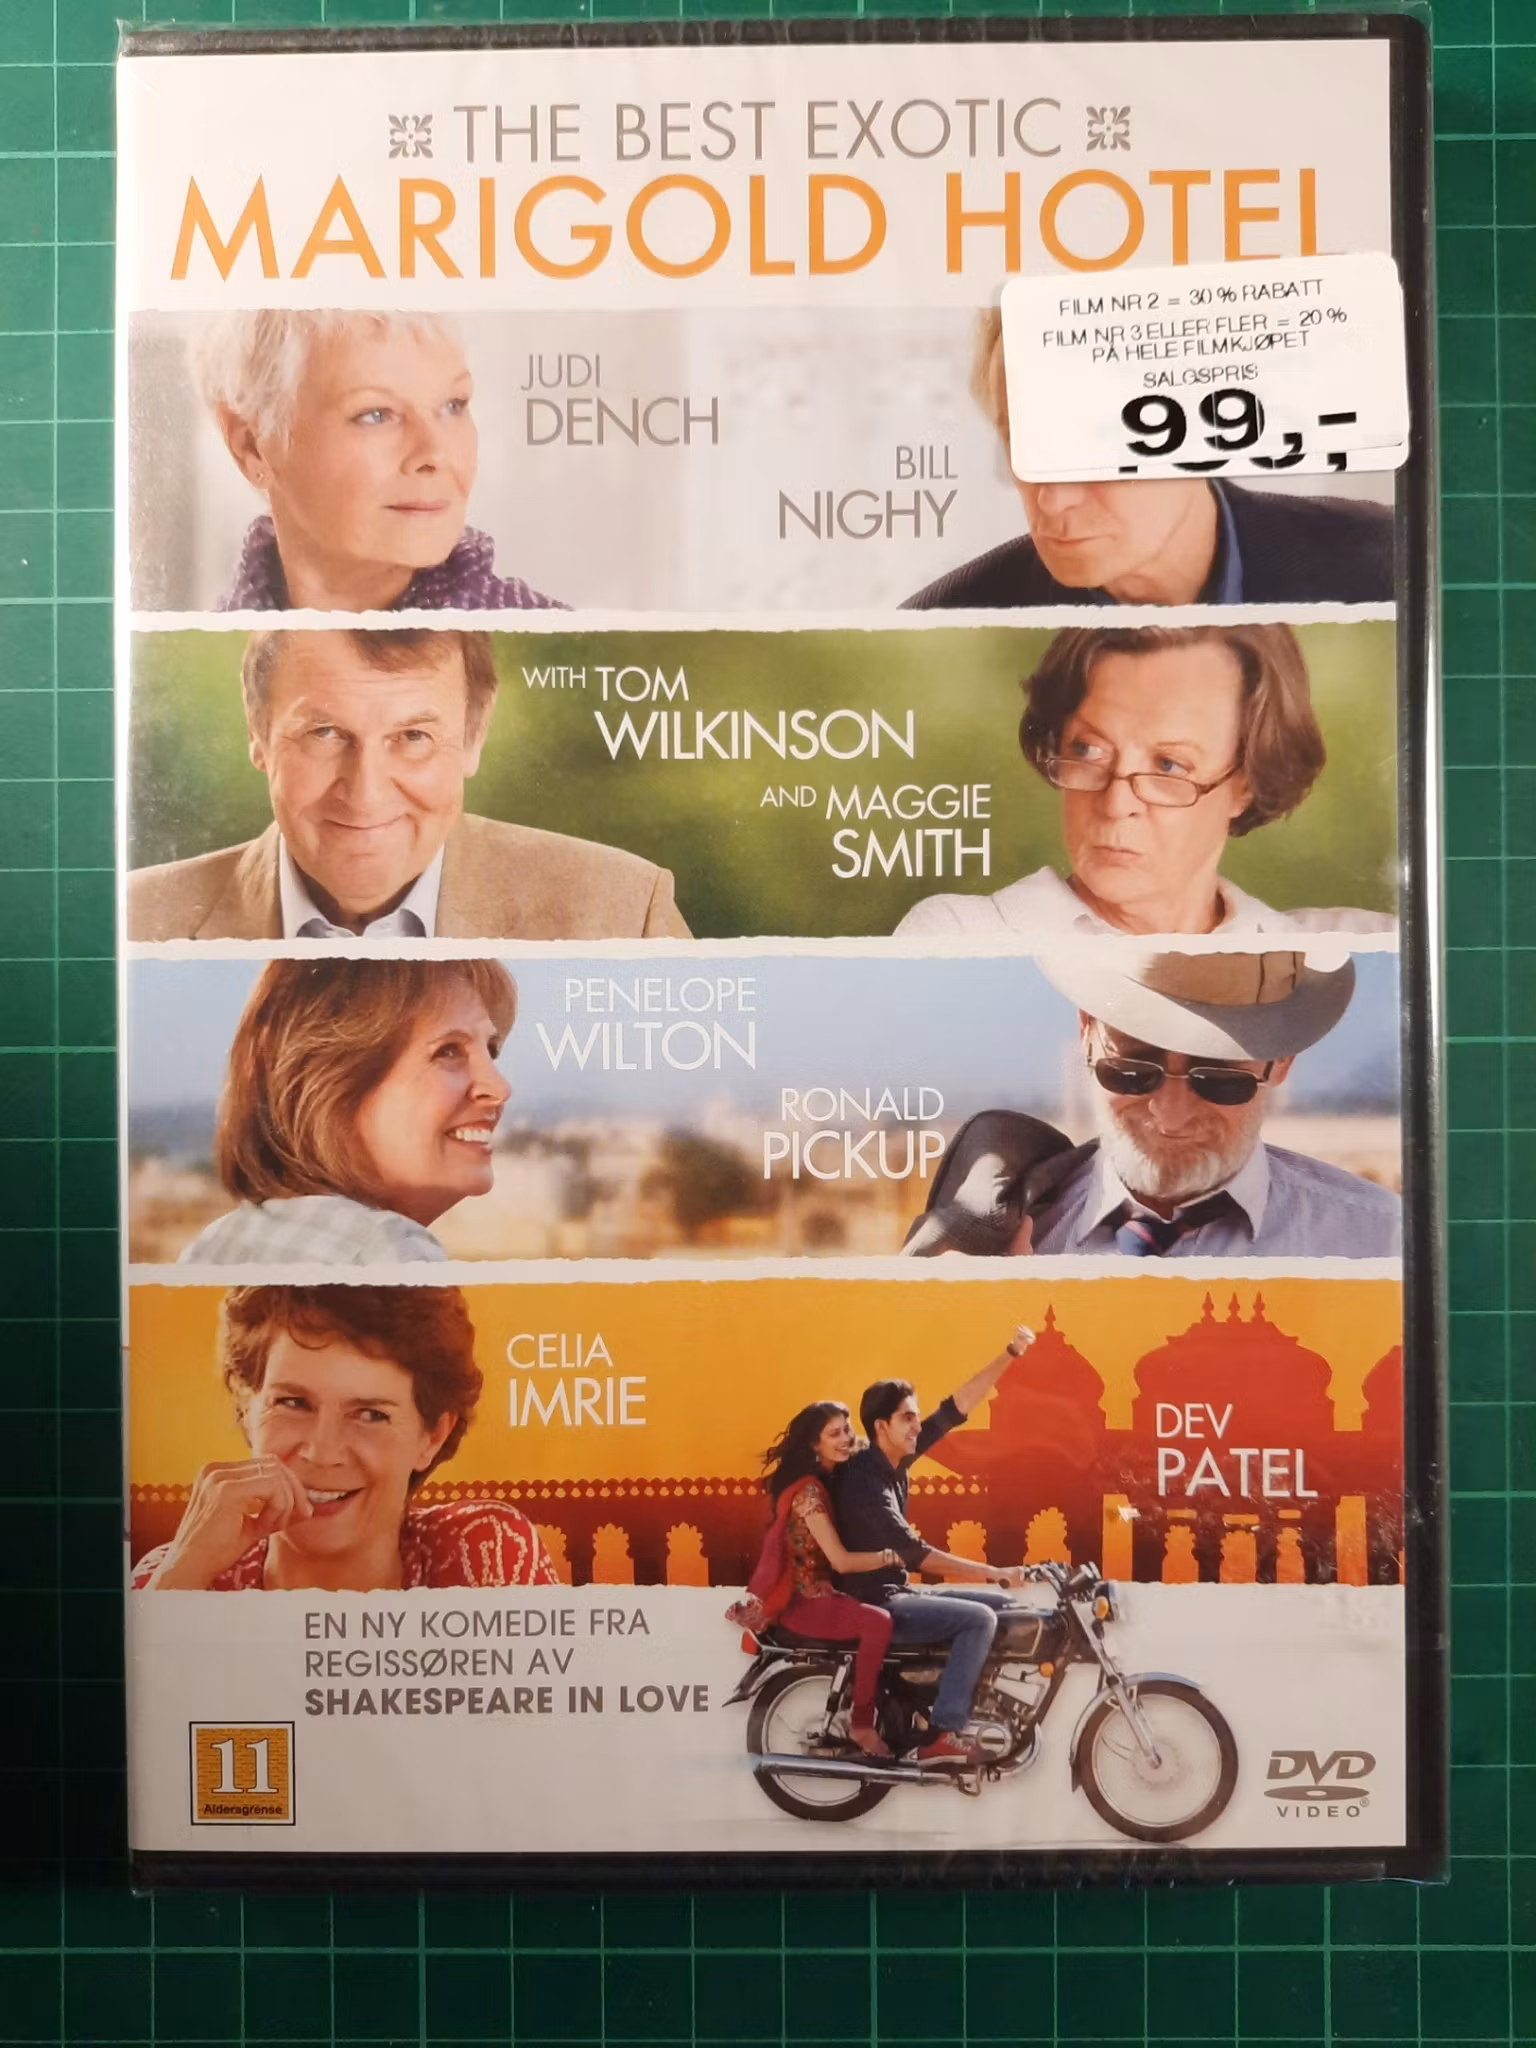 THE BEST EXOTIC
MARIGOLD HOTEL
FILM NR 2 = 30 % RABATT
FILM NR 3 ELLER FLER = 20 %
PÅ HELE FILMKJØPET
SALGSPRIS
99,-
JUDI
DENCH
BILL
NIGHY
WITH TOM
WILKINSON
AND MAGGIE
SMITH
PENELOPE
WILTON
RONALD
PICKUP
CELIA
IMRIE
DEV
PATEL
EN NY KOMEDIE FRA
REGISSØREN AV
SHAKESPEARE IN LOVE
11
Aldersgrense
DVD
VIDEO®